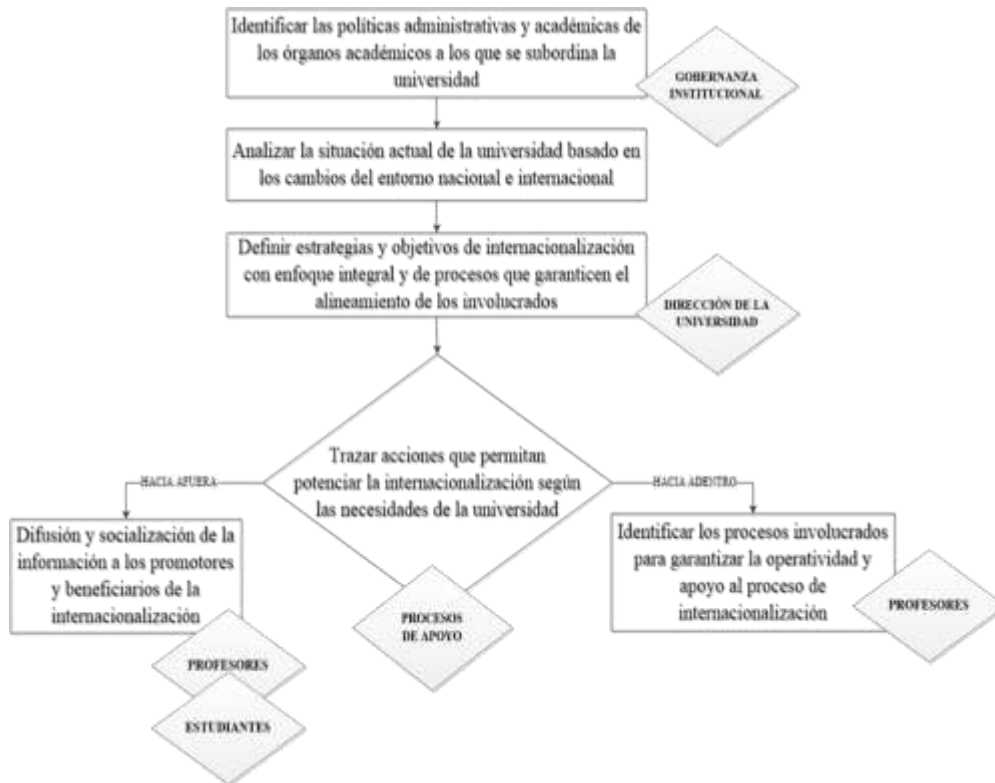 Identificar las políticas administrativas y académicas de
los órganos académicos a los que se subordina la
universidad
GOBERNANZA
INSTITUCIONAL
Analizar la situación actual de la universidad basado en
los cambios del entorno nacional e internacional
Definir estrategias y objetivos de internacionalización
con enfoque integral y de procesos que garanticen el
alineamiento de los involucrados
DIRECCIÓN DE LA
UNIVERSIDAD
Trazar acciones que permitan
potenciar la internacionalización según
las necesidades de la universidad
HACIA AFUERA
HACIA ADENTRO
Difusión y socialización de la
información a los promotores
y beneficiarios de la
internacionalización
Identificar los procesos involucrados
para garantizar la operatividad y
apoyo al proceso de
internacionalización
PROCESOS
DE APOYO
PROFESORES
PROFESORES
ESTUDIANTES